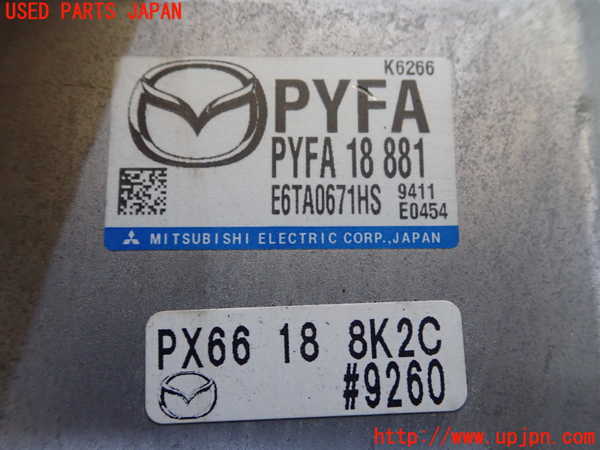 USED PARTS JAPAN
K6266
PYFA
PYFA 18 881
E6TA0671HS
9411
E0454
MITSUBISHI ELECTRIC CORP., JAPAN
PX66 18 8K2C
#9260
http://www.upjpn.com/